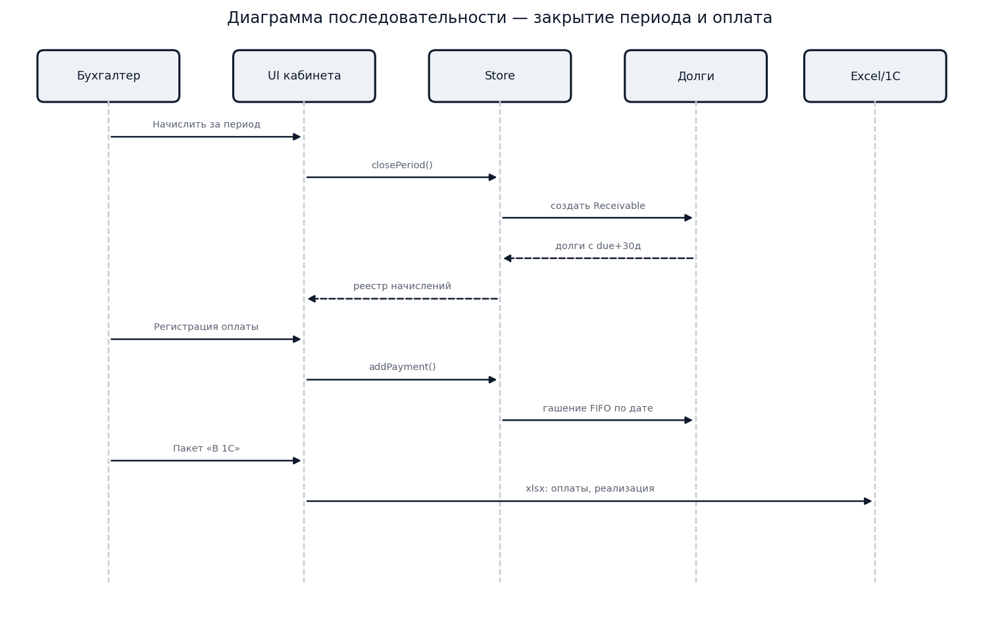 Диаграмма последовательности — закрытие периода и оплата
Бухгалтер
UI кабинета
Store
Долги
Excel/1С
Начислить за период
closePeriod()
создать Receivable
долги с due+30д
реестр начислений
Регистрация оплаты
addPayment()
гашение FIFO по дате
Пакет «В 1С»
xlsx: оплаты, реализация